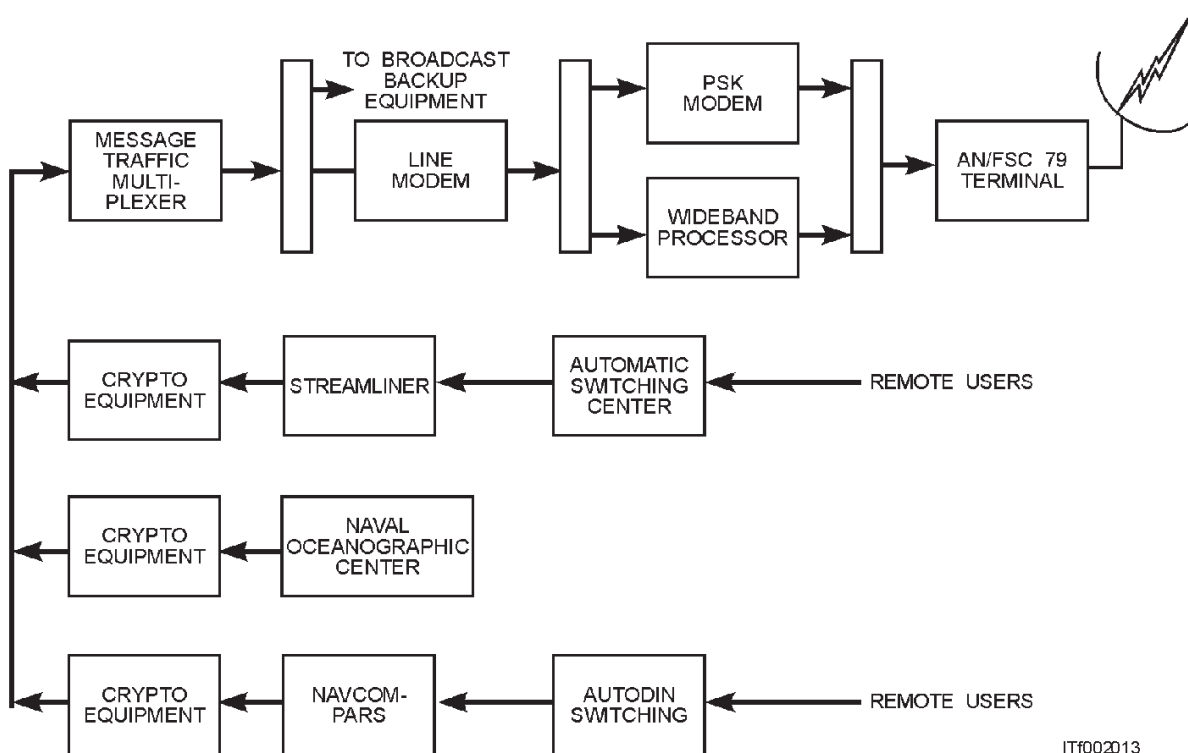 TO BROADCAST
BACKUP
EQUIPMENT
MESSAGE
TRAFFIC
MULTI-
PLEXER
LINE
MODEM
PSK
MODEM
WIDEBAND
PROCESSOR
AN/FSC 79
TERMINAL
CRYPTO
EQUIPMENT
STREAMLINER
AUTOMATIC
SWITCHING
CENTER
REMOTE USERS
CRYPTO
EQUIPMENT
NAVAL
OCEANOGRAPHIC
CENTER
CRYPTO
EQUIPMENT
NAVCOM-
PARS
AUTODIN
SWITCHING
REMOTE USERS
ITf002013